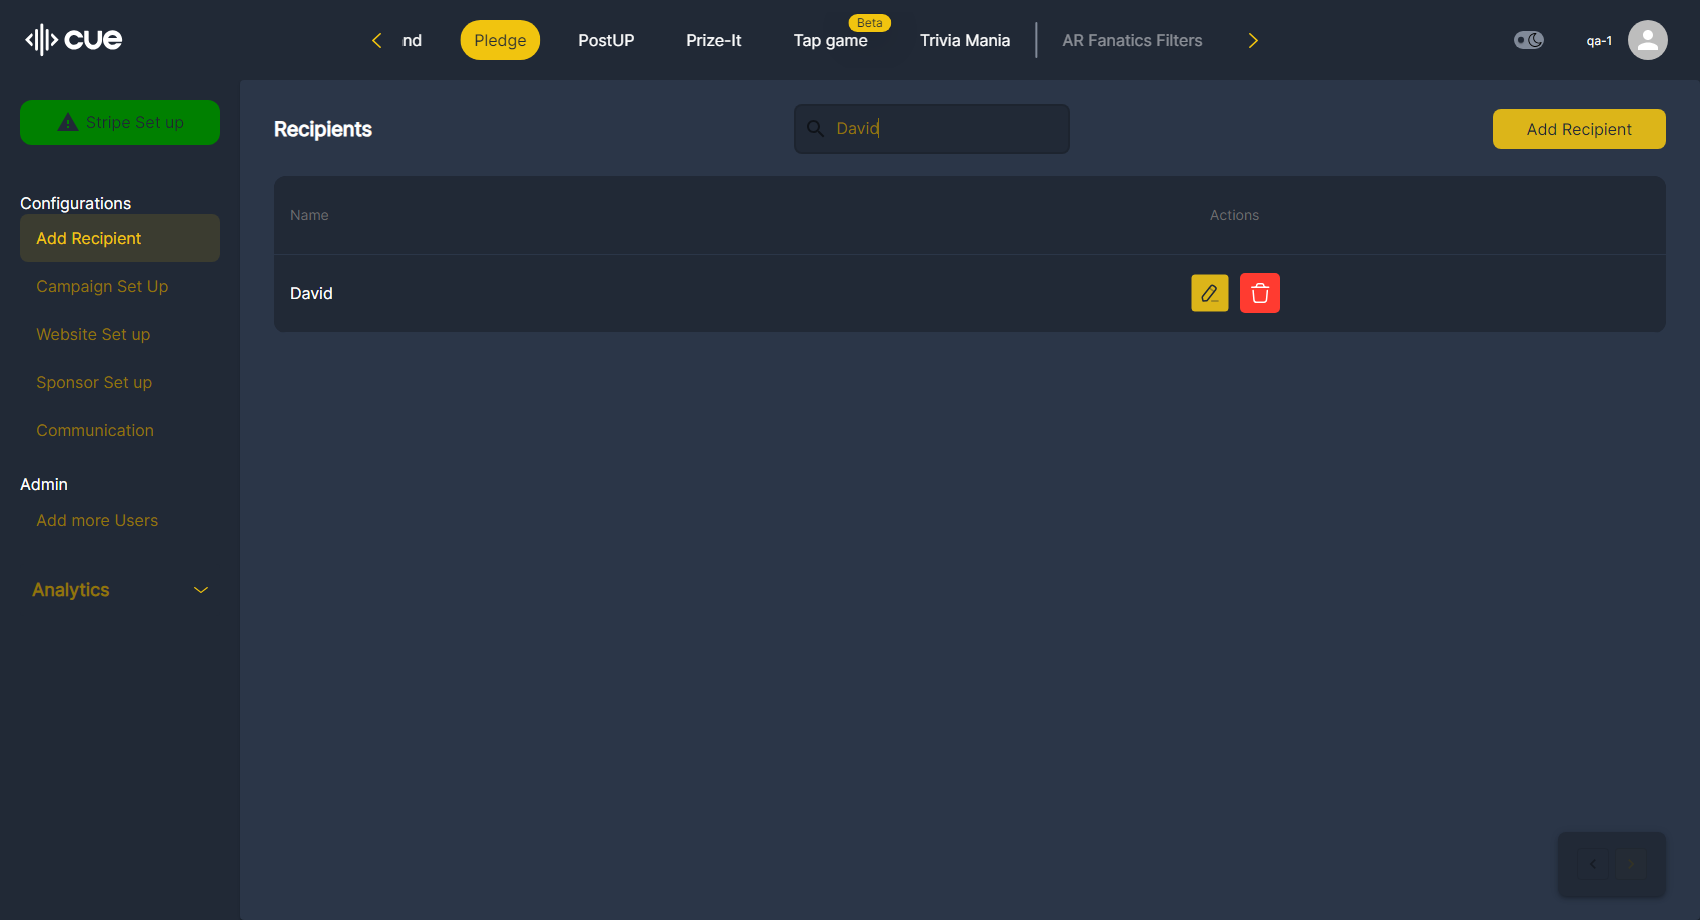 cue
nd
Pledge
PostUP
Prize-It
Beta
Tap game
Trivia Mania
AR Fanatics Filters
qa-1
Stripe Set up
Configurations
Add Recipient
Campaign Set Up
Website Set up
Sponsor Set up
Communication
Admin
Add more Users
Analytics
Recipients
David
Add Recipient
Name
Actions
David